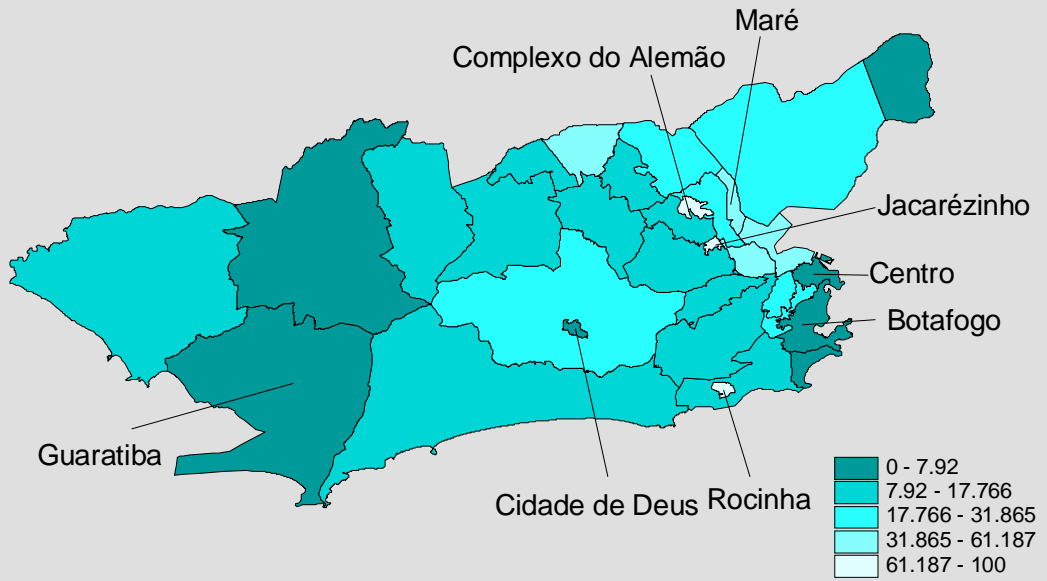 Maré
Complexo do Alemão
Jacarézinho
Centro
Botafogo
Guaratiba
Cidade de Deus
Rocinha
0 - 7.92
7.92 - 17.766
17.766 - 31.865
31.865 - 61.187
61.187 - 100